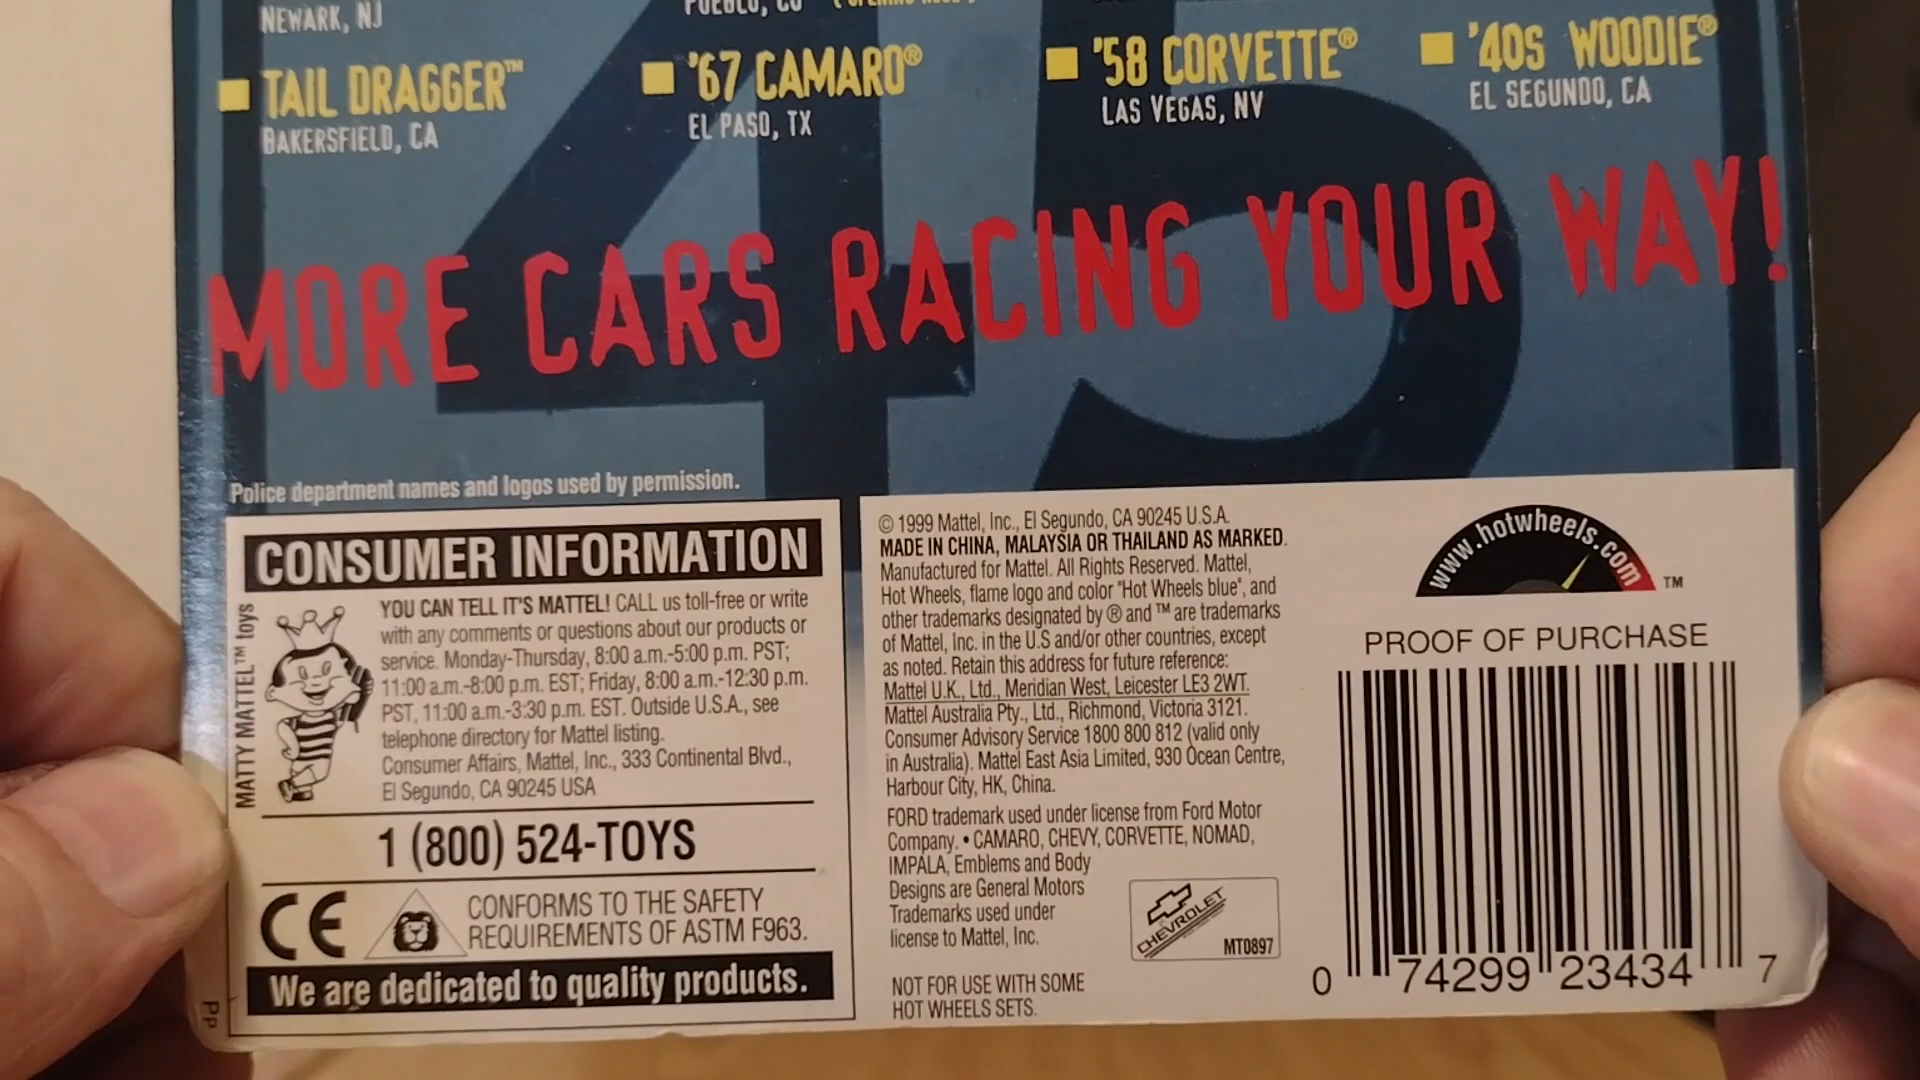 NEWARK, NJ
PUEBLO, CO
TAIL DRAGGER™ '67 CAMARO® '58 CORVETTE® '40S WOODIE®
BAKERSFIELD, CA EL PASO, TX LAS VEGAS, NV EL SEGUNDO, CA
45
MORE CARS RACING YOUR WAY!
Police department names and logos used by permission.
CONSUMER INFORMATION
MATTY MATTEL™ toys
YOU CAN TELL IT'S MATTEL! CALL us toll-free or write
with any comments or questions about our products or
service. Monday-Thursday, 8:00 a.m.-5:00 p.m. PST;
11:00 a.m.-8:00 p.m. EST; Friday, 8:00 a.m.-12:30 p.m.
PST, 11:00 a.m.-3:30 p.m. EST. Outside U.S.A., see
telephone directory for Mattel listing.
Consumer Affairs, Mattel, Inc., 333 Continental Blvd.,
El Segundo, CA 90245 USA
1 (800) 524-TOYS
CE
CONFORMS TO THE SAFETY
REQUIREMENTS OF ASTM F963.
We are dedicated to quality products.
PP
© 1999 Mattel, Inc., El Segundo, CA 90245 U.S.A.
MADE IN CHINA, MALAYSIA OR THAILAND AS MARKED.
Manufactured for Mattel. All Rights Reserved. Mattel,
Hot Wheels, flame logo and color "Hot Wheels blue", and
other trademarks designated by ® and ™ are trademarks
of Mattel, Inc. in the U.S and/or other countries, except
as noted. Retain this address for future reference:
Mattel U.K., Ltd., Meridian West, Leicester LE3 2WT.
Mattel Australia Pty., Ltd., Richmond, Victoria 3121.
Consumer Advisory Service 1800 800 812 (valid only
in Australia). Mattel East Asia Limited, 930 Ocean Centre,
Harbour City, HK, China.
FORD trademark used under license from Ford Motor
Company. • CAMARO, CHEVY, CORVETTE, NOMAD,
IMPALA, Emblems and Body
Designs are General Motors
Trademarks used under
license to Mattel, Inc.
CHEVROLET
MT0897
NOT FOR USE WITH SOME
HOT WHEELS SETS.
www.hotwheels.com ™
PROOF OF PURCHASE
0 74299 23434 7